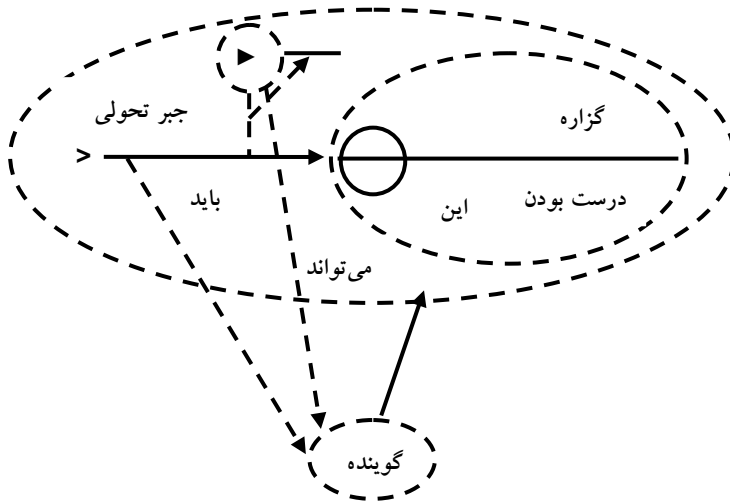 جبر تحولی
گزاره
>
باید
این
درست بودن
می‌تواند
گوینده